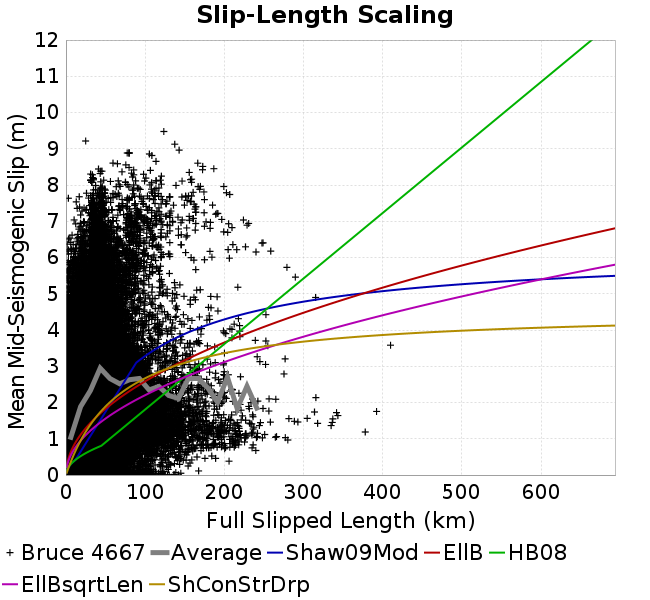 Slip-Length Scaling
Mean Mid-Seismogenic Slip (m)
12
11
10
9
8
7
6
5
4
3
2
1
0
0 100 200 300 400 500 600
Full Slipped Length (km)
Bruce 4667 Average Shaw09Mod EllB HB08
EllBsqrtLen ShConStrDrp